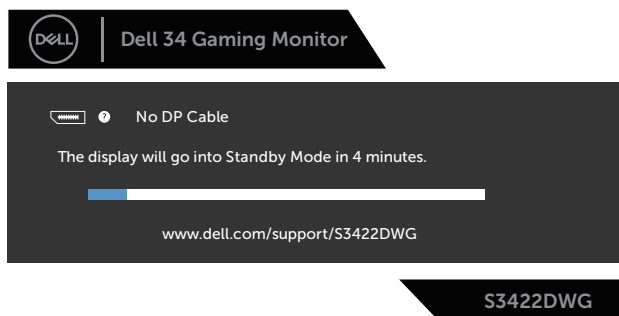 DELL
Dell 34 Gaming Monitor
? No DP Cable
The display will go into Standby Mode in 4 minutes.
www.dell.com/support/S3422DWG
S3422DWG